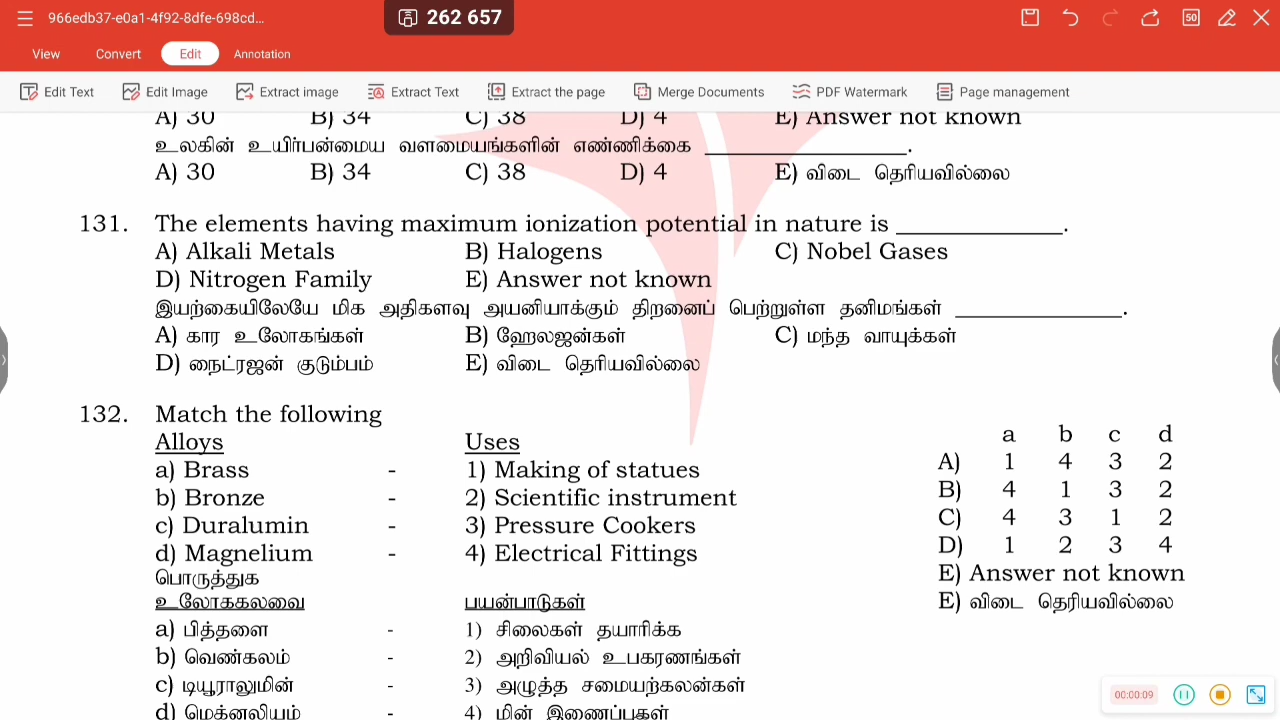 966edb37-e0a1-4f92-8dfe-698cd...
262 657
50
View Convert Edit Annotation
Edit Text Edit Image Extract image Extract Text Extract the page Merge Documents PDF Watermark Page management
A) 30 B) 34 C) 38 D) 4 E) Answer not known
உலகின் உயிர்பன்மைய வளமையங்களின் எண்ணிக்கை _______________.
A) 30 B) 34 C) 38 D) 4 E) விடை தெரியவில்லை
131. The elements having maximum ionization potential in nature is _____________.
A) Alkali Metals B) Halogens C) Nobel Gases
D) Nitrogen Family E) Answer not known
இயற்கையிலேயே மிக அதிகளவு அயனியாக்கும் திறனைப் பெற்றுள்ள தனிமங்கள் _____________.
A) கார உலோகங்கள் B) ஹேலஜன்கள் C) மந்த வாயுக்கள்
D) நைட்ரஜன் குடும்பம் E) விடை தெரியவில்லை
132. Match the following
Alloys Uses
a) Brass - 1) Making of statues
b) Bronze - 2) Scientific instrument
c) Duralumin - 3) Pressure Cookers
d) Magnelium - 4) Electrical Fittings
a b c d
A) 1 4 3 2
B) 4 1 3 2
C) 4 3 1 2
D) 1 2 3 4
E) Answer not known
E) விடை தெரியவில்லை
பொருத்துக
உலோககலவை பயன்பாடுகள்
a) பித்தளை - 1) சிலைகள் தயாரிக்க
b) வெண்கலம் - 2) அறிவியல் உபகரணங்கள்
c) டியூராலுமின் - 3) அழுத்த சமையற்கலன்கள்
d) மெக்னலியம் - 4) மின் இணைப்புகள்
00:00:09